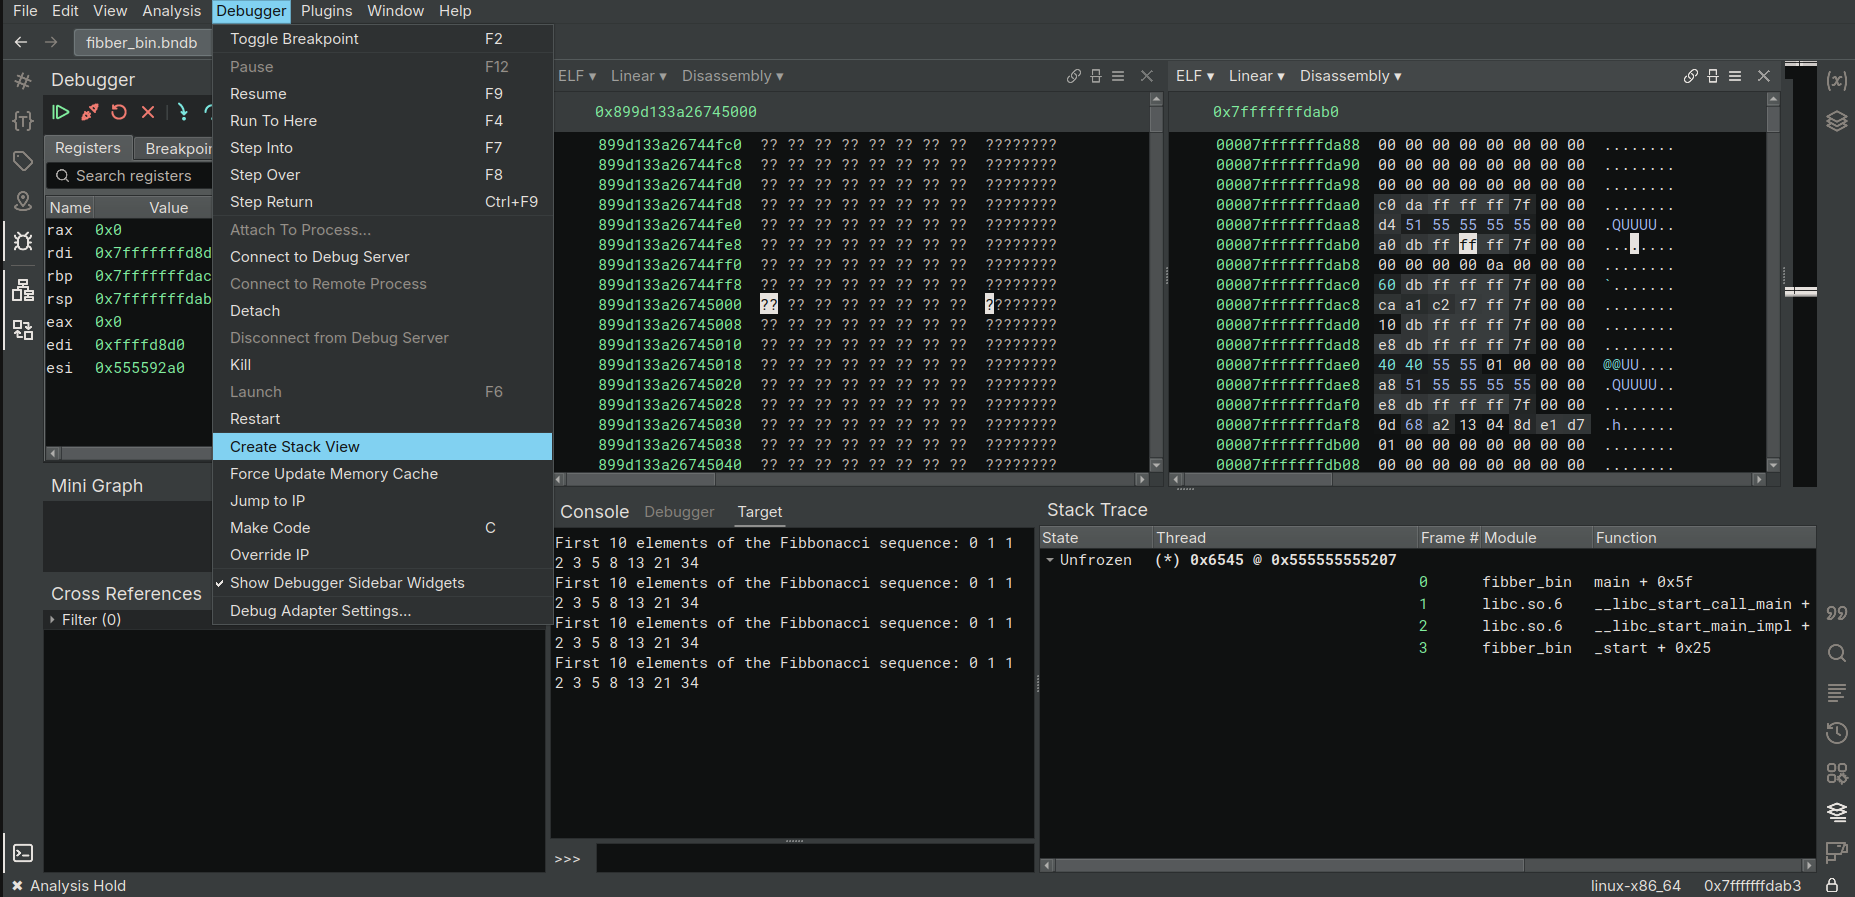 File Edit View Analysis Debugger Plugins Window Help
fibber_bin.bndb
Debugger
Registers Breakpoin
Search registers
Name Value
rax 0x0
rdi 0x7fffffffd8d
rbp 0x7fffffffdac
rsp 0x7fffffffdab
eax 0x0
edi 0xffffd8d0
esi 0x555592a0
Mini Graph
Cross References
Filter (0)
Toggle Breakpoint F2
Pause F12
Resume F9
Run To Here F4
Step Into F7
Step Over F8
Step Return Ctrl+F9
Attach To Process...
Connect to Debug Server
Connect to Remote Process
Detach
Disconnect from Debug Server
Kill
Launch F6
Restart
Create Stack View
Force Update Memory Cache
Jump to IP
Make Code C
Override IP
Show Debugger Sidebar Widgets
Debug Adapter Settings...
ELF ▾ Linear ▾ Disassembly ▾
0x899d133a26745000
899d133a26744fc0 ?? ?? ?? ?? ?? ?? ?? ?? ????????
899d133a26744fc8 ?? ?? ?? ?? ?? ?? ?? ?? ????????
899d133a26744fd0 ?? ?? ?? ?? ?? ?? ?? ?? ????????
899d133a26744fd8 ?? ?? ?? ?? ?? ?? ?? ?? ????????
899d133a26744fe0 ?? ?? ?? ?? ?? ?? ?? ?? ????????
899d133a26744fe8 ?? ?? ?? ?? ?? ?? ?? ?? ????????
899d133a26744ff0 ?? ?? ?? ?? ?? ?? ?? ?? ????????
899d133a26744ff8 ?? ?? ?? ?? ?? ?? ?? ?? ????????
899d133a26745000 ?? ?? ?? ?? ?? ?? ?? ?? ????????
899d133a26745008 ?? ?? ?? ?? ?? ?? ?? ?? ????????
899d133a26745010 ?? ?? ?? ?? ?? ?? ?? ?? ????????
899d133a26745018 ?? ?? ?? ?? ?? ?? ?? ?? ????????
899d133a26745020 ?? ?? ?? ?? ?? ?? ?? ?? ????????
899d133a26745028 ?? ?? ?? ?? ?? ?? ?? ?? ????????
899d133a26745030 ?? ?? ?? ?? ?? ?? ?? ?? ????????
899d133a26745038 ?? ?? ?? ?? ?? ?? ?? ?? ????????
899d133a26745040 ?? ?? ?? ?? ?? ?? ?? ?? ????????
ELF ▾ Linear ▾ Disassembly ▾
0x7fffffffdab0
00007fffffffda88 00 00 00 00 00 00 00 00 ........
00007fffffffda90 00 00 00 00 00 00 00 00 ........
00007fffffffda98 00 00 00 00 00 00 00 00 ........
00007fffffffdaa0 c0 da ff ff ff 7f 00 00 ........
00007fffffffdaa8 d4 51 55 55 55 55 00 00 .QUUUU..
00007fffffffdab0 a0 db ff ff ff 7f 00 00 ........
00007fffffffdab8 00 00 00 00 0a 00 00 00 ........
00007fffffffdac0 60 db ff ff ff 7f 00 00 `.......
00007fffffffdac8 ca a1 c2 f7 ff 7f 00 00 ........
00007fffffffdad0 10 db ff ff ff 7f 00 00 ........
00007fffffffdad8 e8 db ff ff ff 7f 00 00 ........
00007fffffffdae0 40 40 55 55 01 00 00 00 @@UU....
00007fffffffdae8 a8 51 55 55 55 55 00 00 .QUUUU..
00007fffffffdaf0 e8 db ff ff ff 7f 00 00 ........
00007fffffffdaf8 0d 68 a2 13 04 8d e1 d7 .h......
00007fffffffdb00 01 00 00 00 00 00 00 00 ........
00007fffffffdb08 00 00 00 00 00 00 00 00 ........
Console Debugger Target
First 10 elements of the Fibbonacci sequence: 0 1 1
2 3 5 8 13 21 34
First 10 elements of the Fibbonacci sequence: 0 1 1
2 3 5 8 13 21 34
First 10 elements of the Fibbonacci sequence: 0 1 1
2 3 5 8 13 21 34
First 10 elements of the Fibbonacci sequence: 0 1 1
2 3 5 8 13 21 34
>>>
Stack Trace
State Thread Frame # Module Function
Unfrozen (*) 0x6545 @ 0x555555555207
0 fibber_bin main + 0x5f
1 libc.so.6 __libc_start_call_main +
2 libc.so.6 __libc_start_main_impl +
3 fibber_bin _start + 0x25
Analysis Hold
linux-x86_64 0x7fffffffdab3